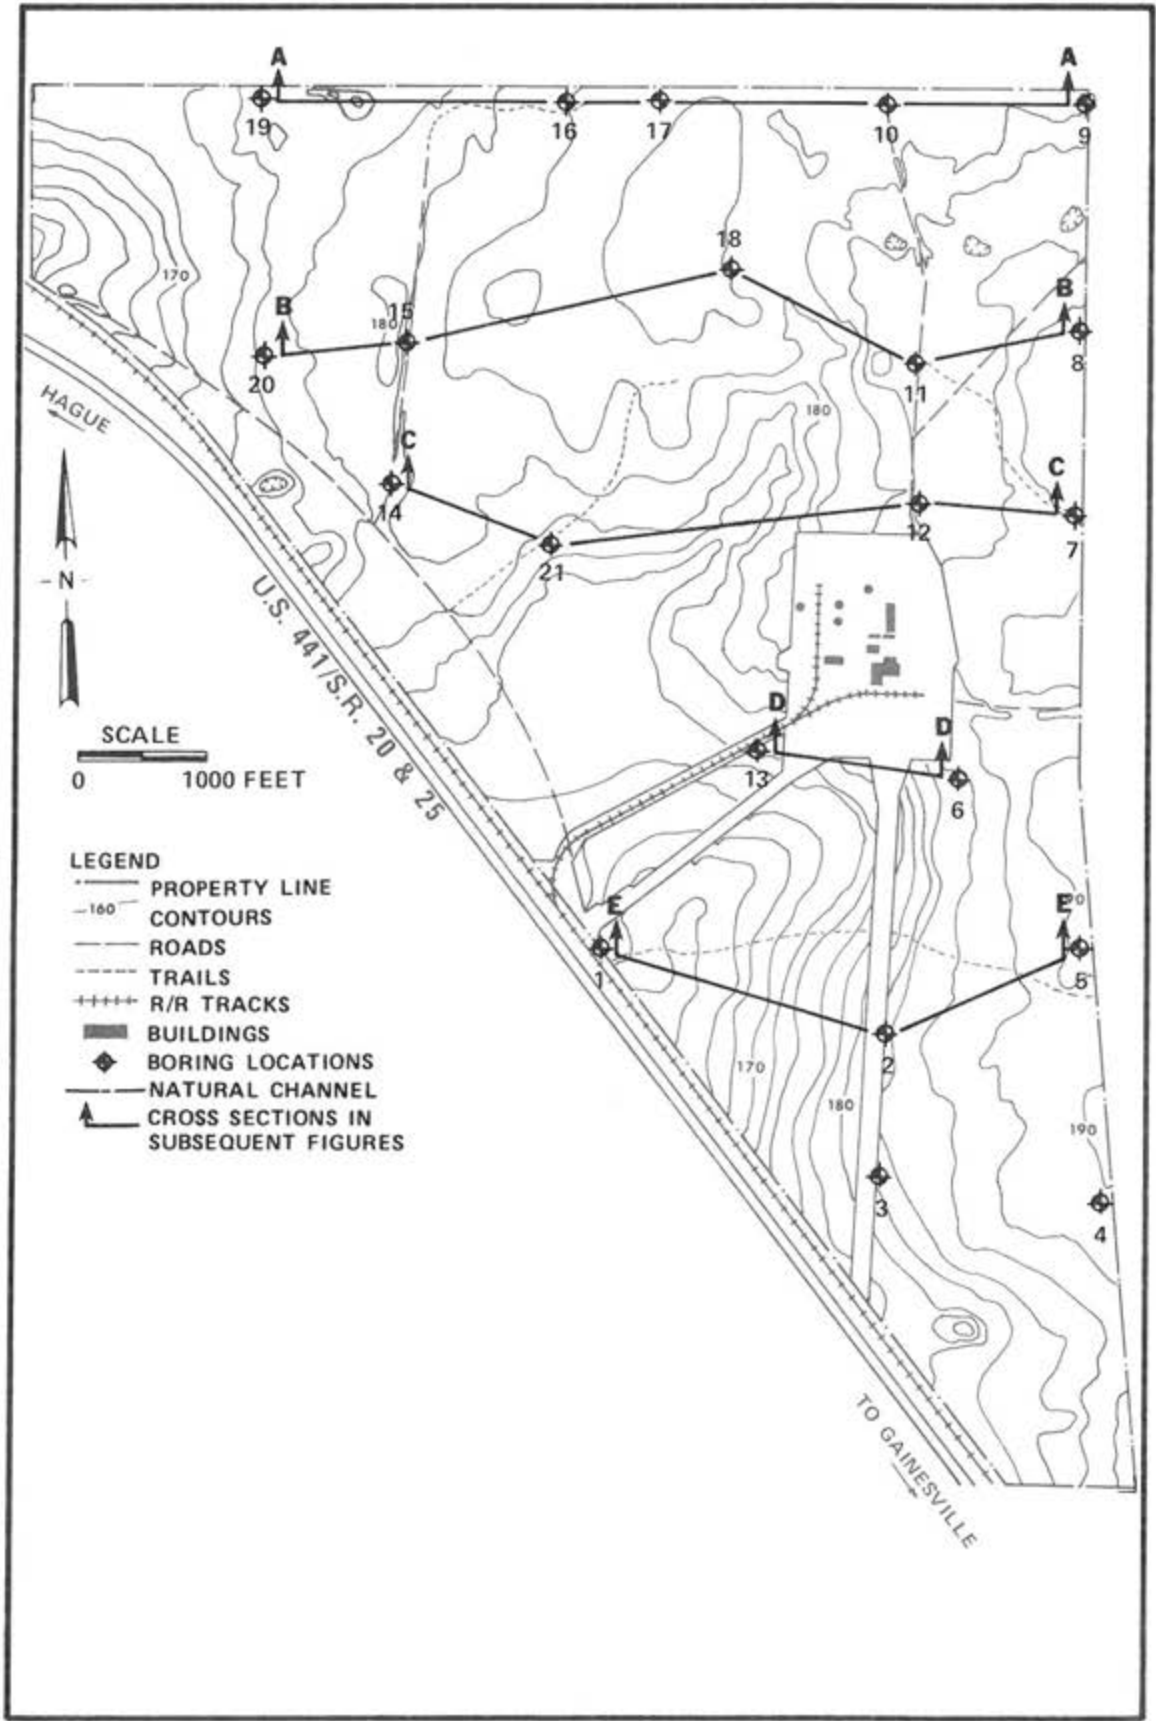 A A
19 16 17 10 9
18
170
B 15 B
180
20 11 8
HAGUE
180
C C
14 12
21 7
- N -
U.S. 441/S.R. 20 & 25
D D
SCALE
0 1000 FEET
13 6
LEGEND
PROPERTY LINE
160 CONTOURS
ROADS
TRAILS
R/R TRACKS
BUILDINGS
BORING LOCATIONS
NATURAL CHANNEL
CROSS SECTIONS IN
SUBSEQUENT FIGURES
E E
1 5
2
170
180
190
3
4
TO GAINESVILLE